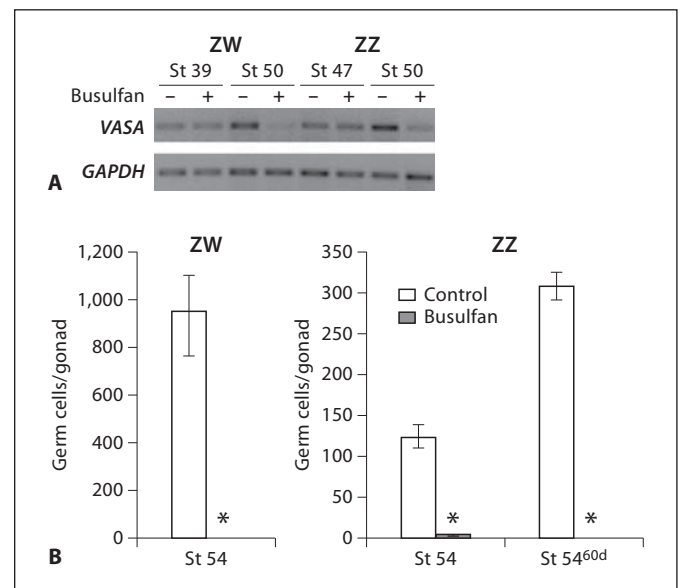 ZW ZZ
St 39 St 50 St 47 St 50
Busulfan – + – + – + – +
VASA
A GAPDH
ZW
1,200
1,000
800
600
400
200
0
Germ cells/gonad
*
St 54
B
ZZ
350
300
250
200
150
100
50
0
Germ cells/gonad
Control
Busulfan
* *
St 54 St 54⁶⁰ᵈ